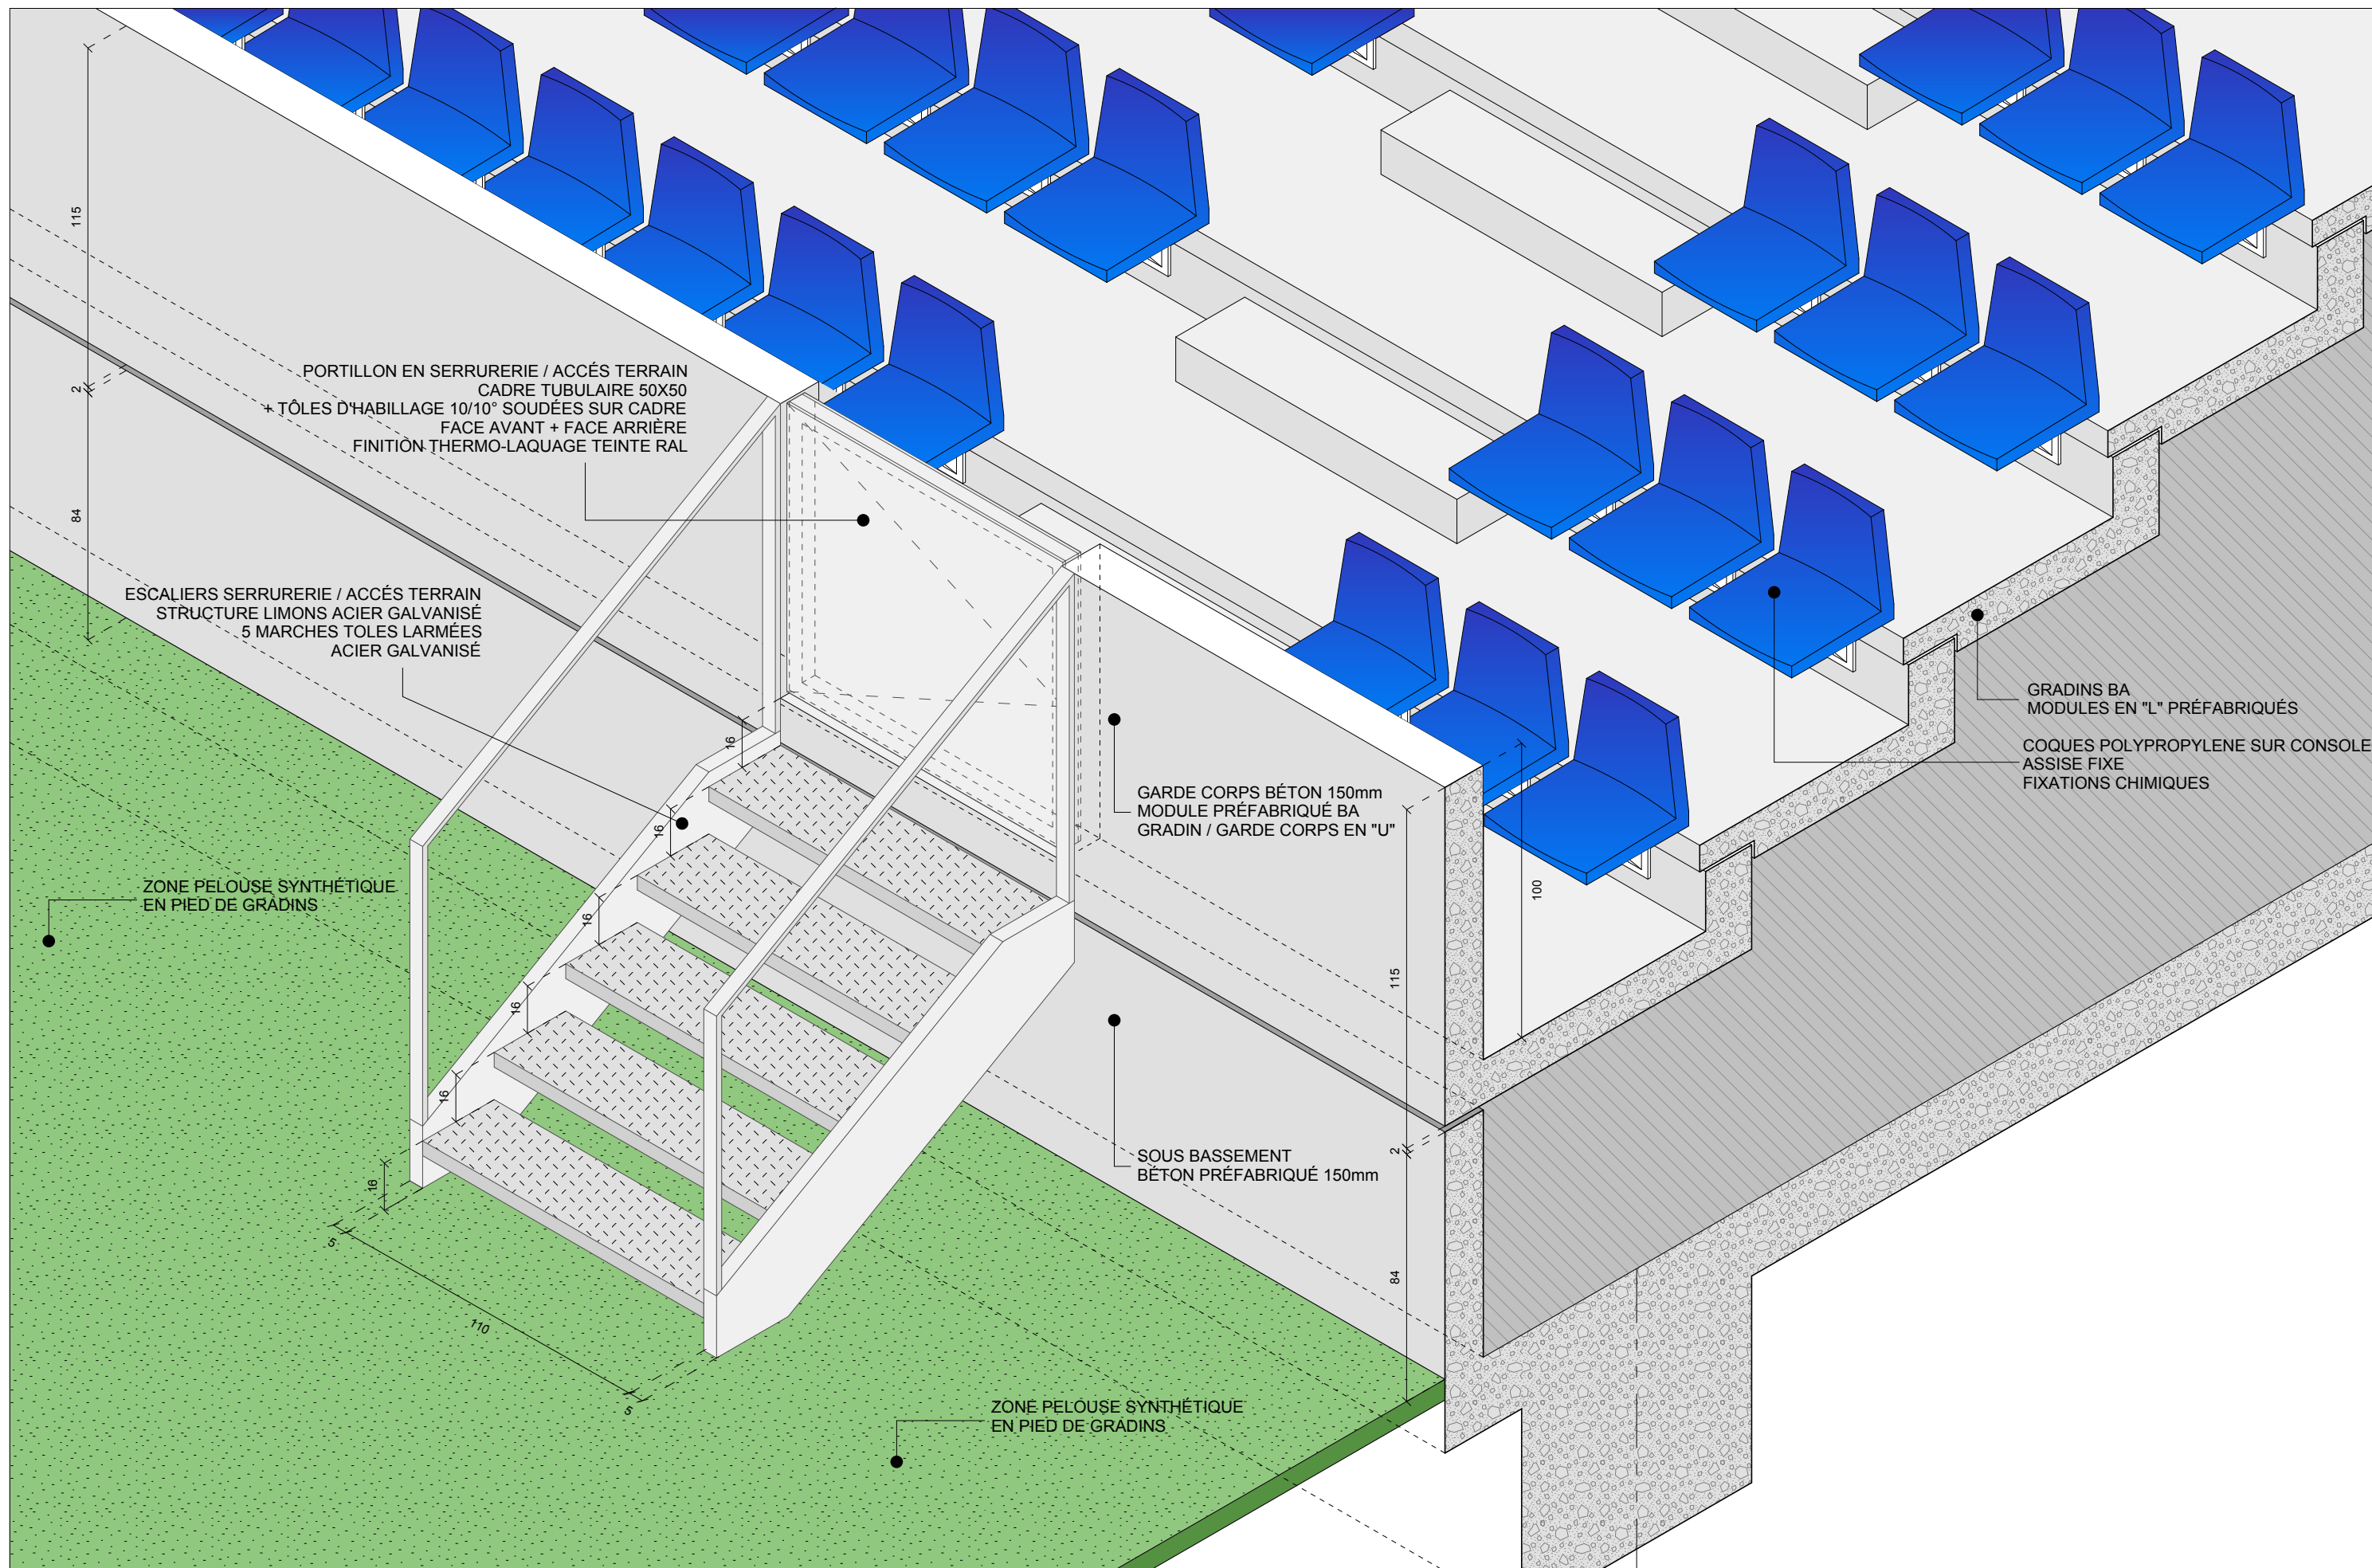 115
2
84
PORTILLON EN SERRURERIE / ACCÉS TERRAIN
CADRE TUBULAIRE 50X50
+ TÔLES D'HABILLAGE 10/10° SOUDÉES SUR CADRE
FACE AVANT + FACE ARRIÈRE
FINITION THERMO-LAQUAGE TEINTE RAL
ESCALIERS SERRURERIE / ACCÉS TERRAIN
STRUCTURE LIMONS ACIER GALVANISÉ
5 MARCHES TOLES LARMÉES
ACIER GALVANISÉ
GRADINS BA
MODULES EN "L" PRÉFABRIQUÉS
COQUES POLYPROPYLENE SUR CONSOLE
ASSISE FIXE
FIXATIONS CHIMIQUES
GARDE CORPS BÉTON 150mm
MODULE PRÉFABRIQUÉ BA
GRADIN / GARDE CORPS EN "U"
ZONE PELOUSE SYNTHÉTIQUE
EN PIED DE GRADINS
16
16
16
16
16
16
5
110
5
100
115
2
84
SOUS BASSEMENT
BÉTON PRÉFABRIQUÉ 150mm
ZONE PELOUSE SYNTHÉTIQUE
EN PIED DE GRADINS